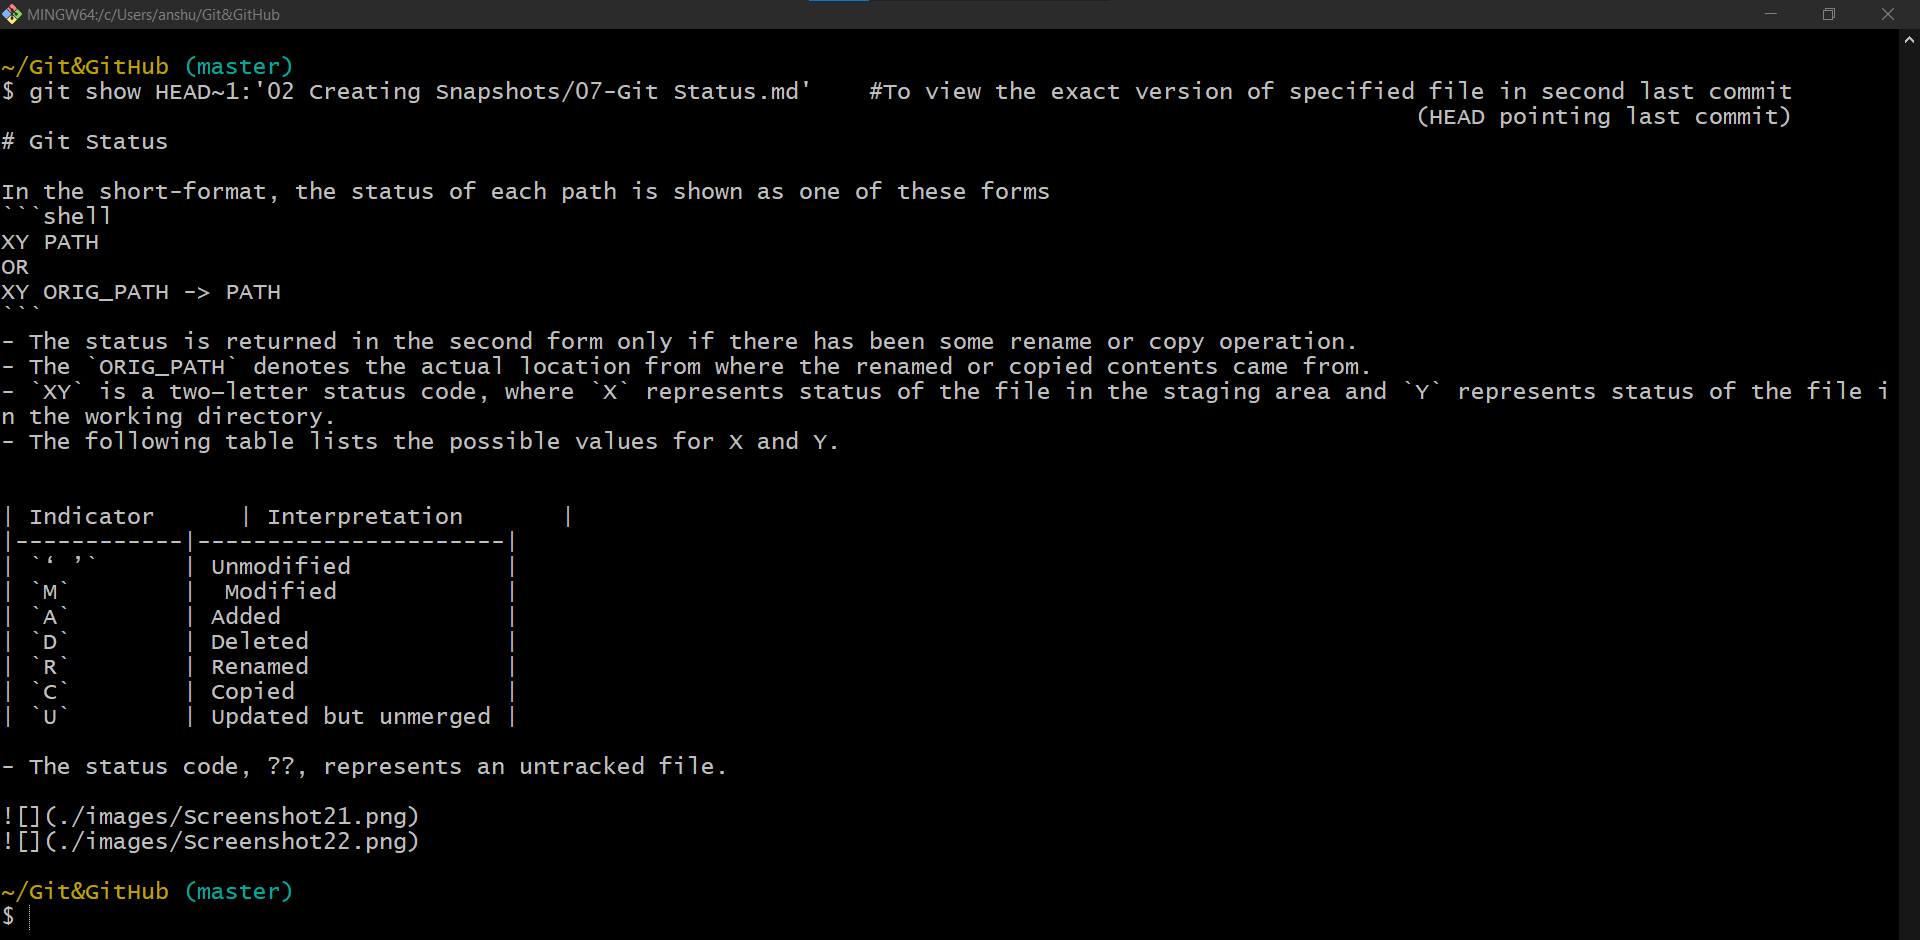 MINGW64:/c/Users/anshu/Git&GitHub
~/Git&GitHub (master)
$ git show HEAD~1:'02 Creating Snapshots/07-Git Status.md'    #To view the exact version of specified file in second last commit
(HEAD pointing last commit)
# Git Status
In the short-format, the status of each path is shown as one of these forms
```shell
XY PATH
OR
XY ORIG_PATH -> PATH
```
- The status is returned in the second form only if there has been some rename or copy operation.
- The `ORIG_PATH` denotes the actual location from where the renamed or copied contents came from.
- `XY` is a two-letter status code, where `X` represents status of the file in the staging area and `Y` represents status of the file i
n the working directory.
- The following table lists the possible values for X and Y.
| Indicator      | Interpretation       |
|------------|----------------------|
| `‘ ’`      | Unmodified           |
| `M`        |  Modified            |
| `A`        | Added                |
| `D`        | Deleted              |
| `R`        | Renamed              |
| `C`        | Copied               |
| `U`        | Updated but unmerged |
- The status code, ??, represents an untracked file.
![](./images/Screenshot21.png)
![](./images/Screenshot22.png)
~/Git&GitHub (master)
$